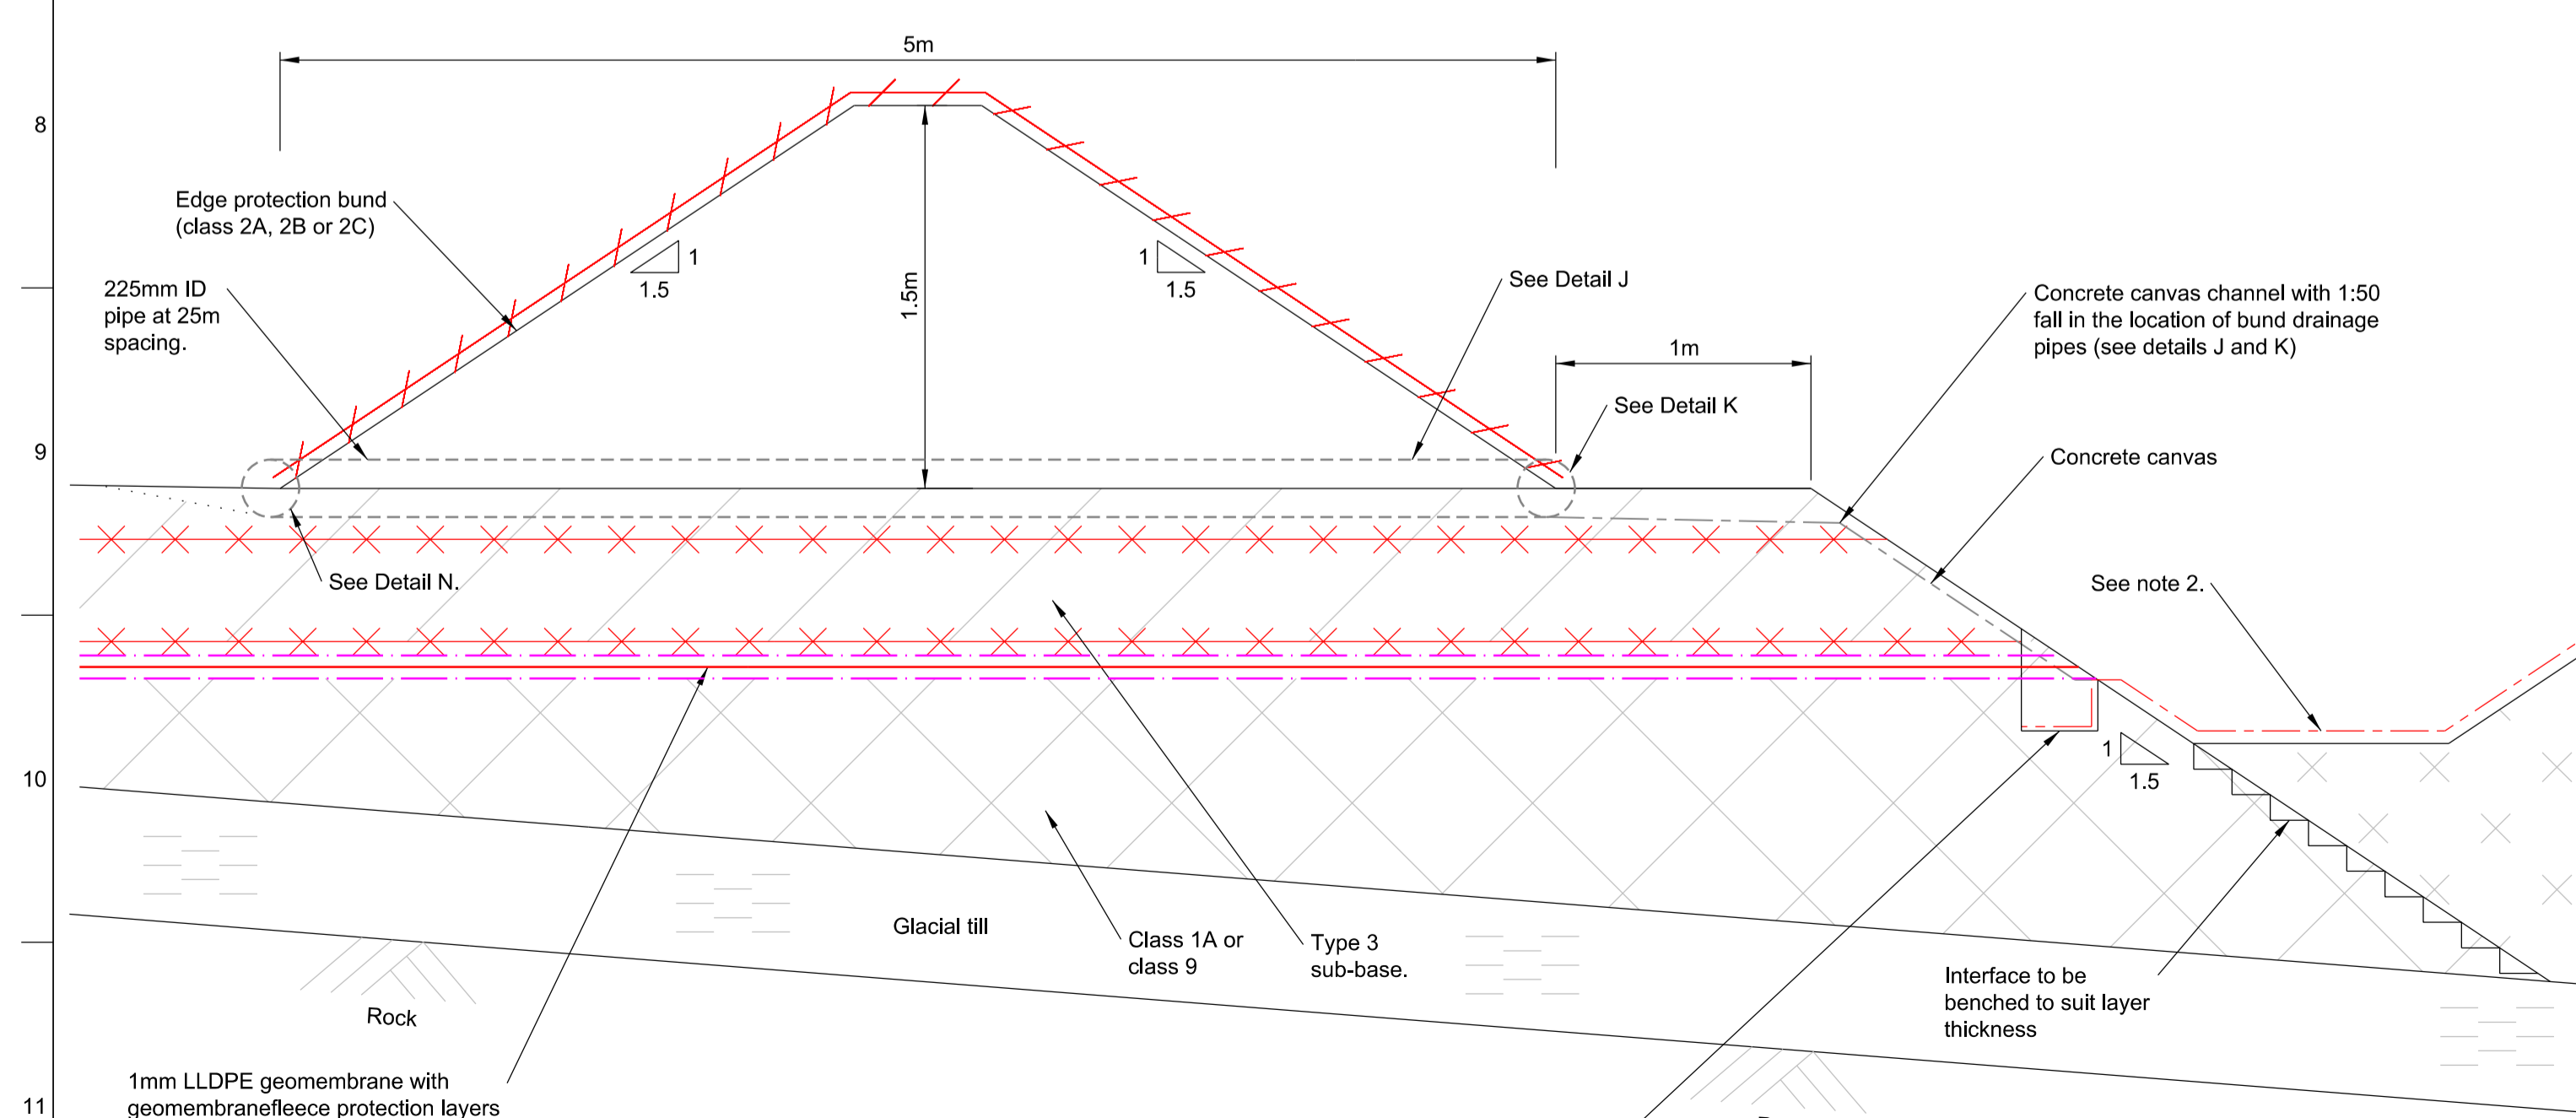 5m
8
Edge protection bund
(class 2A, 2B or 2C)
1
1.5
1
1.5
1.5m
See Detail J
225mm ID
pipe at 25m
spacing.
Concrete canvas channel with 1:50
fall in the location of bund drainage
pipes (see details J and K)
1m
See Detail K
9
Concrete canvas
See Detail N.
See note 2.
10
1
1.5
Glacial till
Class 1A or
class 9
Type 3
sub-base.
Interface to be
benched to suit layer
thickness
Rock
1mm LLDPE geomembrane with
geomembranefleece protection layers
11